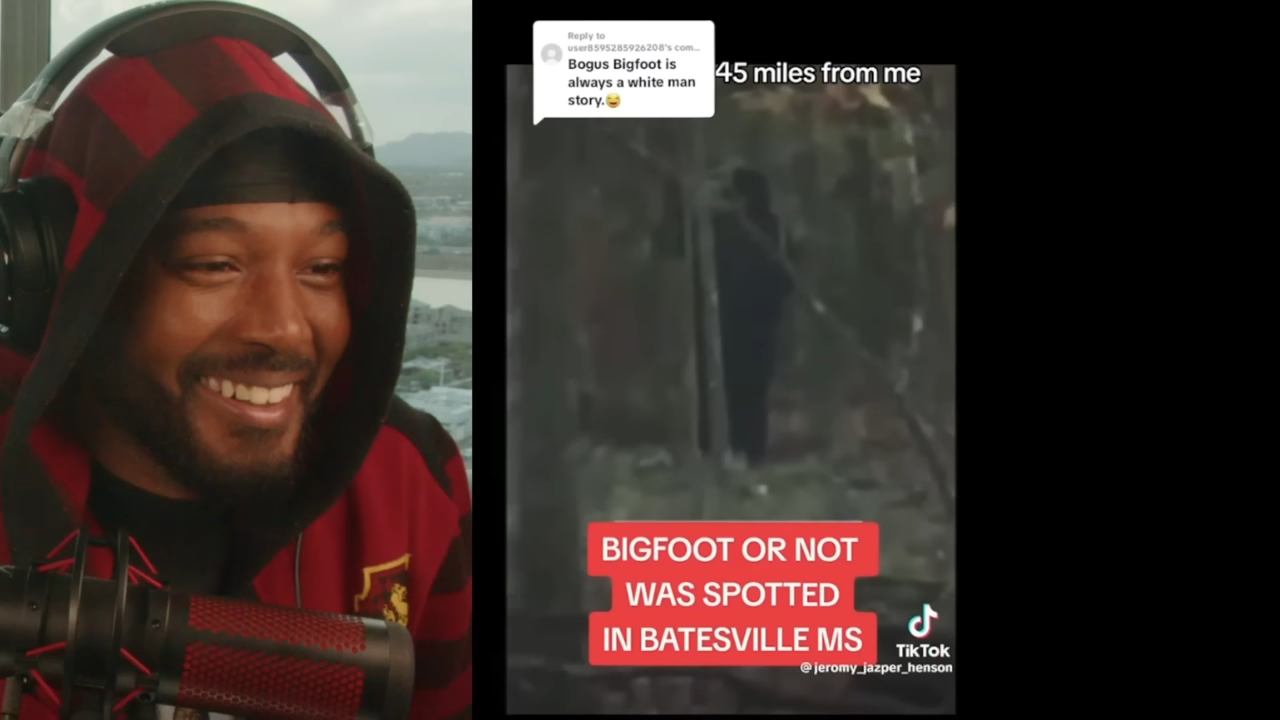 Reply to
user8595285926208's com...
Bogus Bigfoot is
always a white man
story.😅
45 miles from me
BIGFOOT OR NOT
WAS SPOTTED
IN BATESVILLE MS
TikTok
@jeromy_jazper_henson